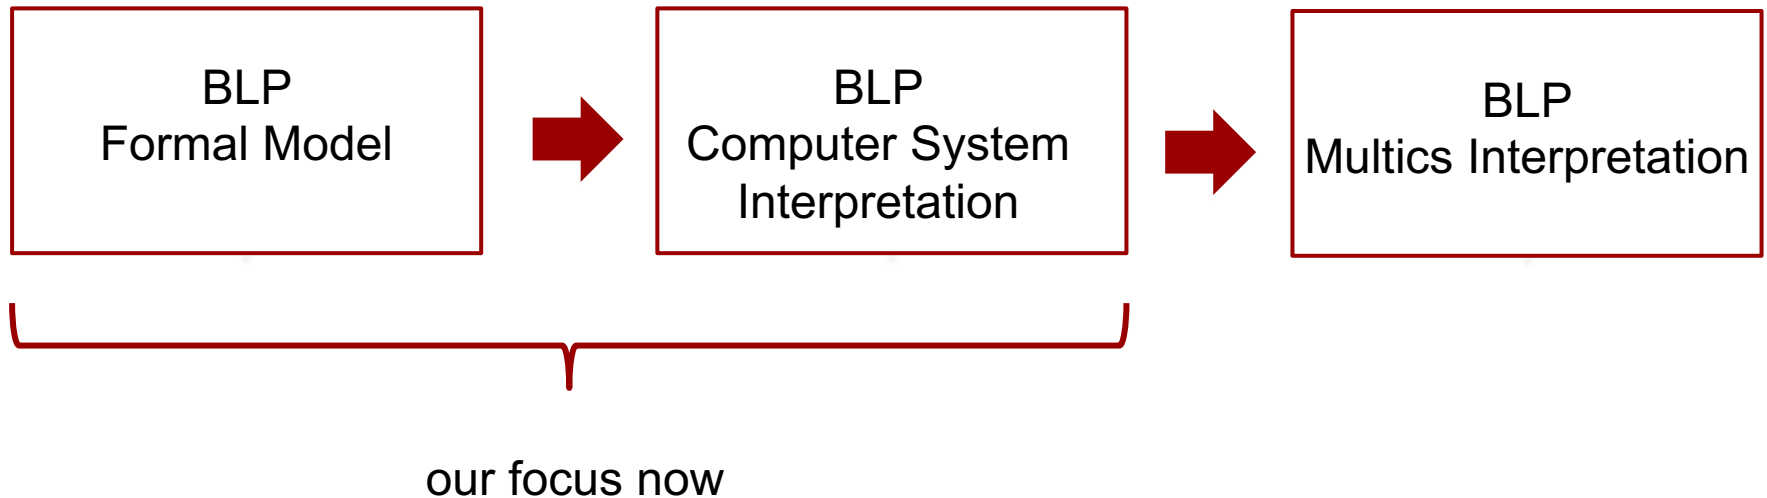 BLP
Formal Model
BLP
Computer System
Interpretation
BLP
Multics Interpretation
our focus now